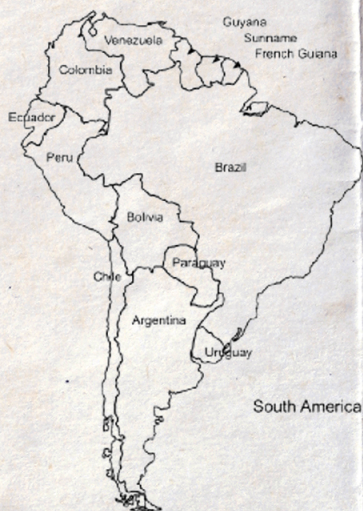 Guyana
Suriname
French Guiana
Venezuela
Colombia
Ecuador
Peru
Brazil
Bolivia
Paraguay
Chile
Argentina
Uruguay
South America